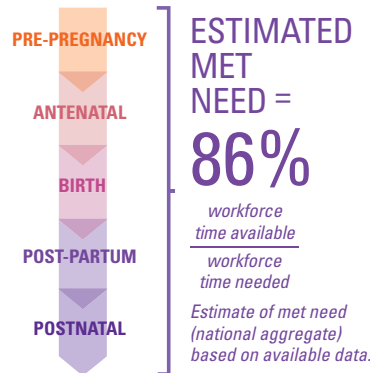 PRE-PREGNANCY
ANTENATAL
BIRTH
POST-PARTUM
POSTNATAL
ESTIMATED
MET
NEED =
86%
workforce
time available
workforce
time needed
Estimate of met need
(national aggregate)
based on available data.